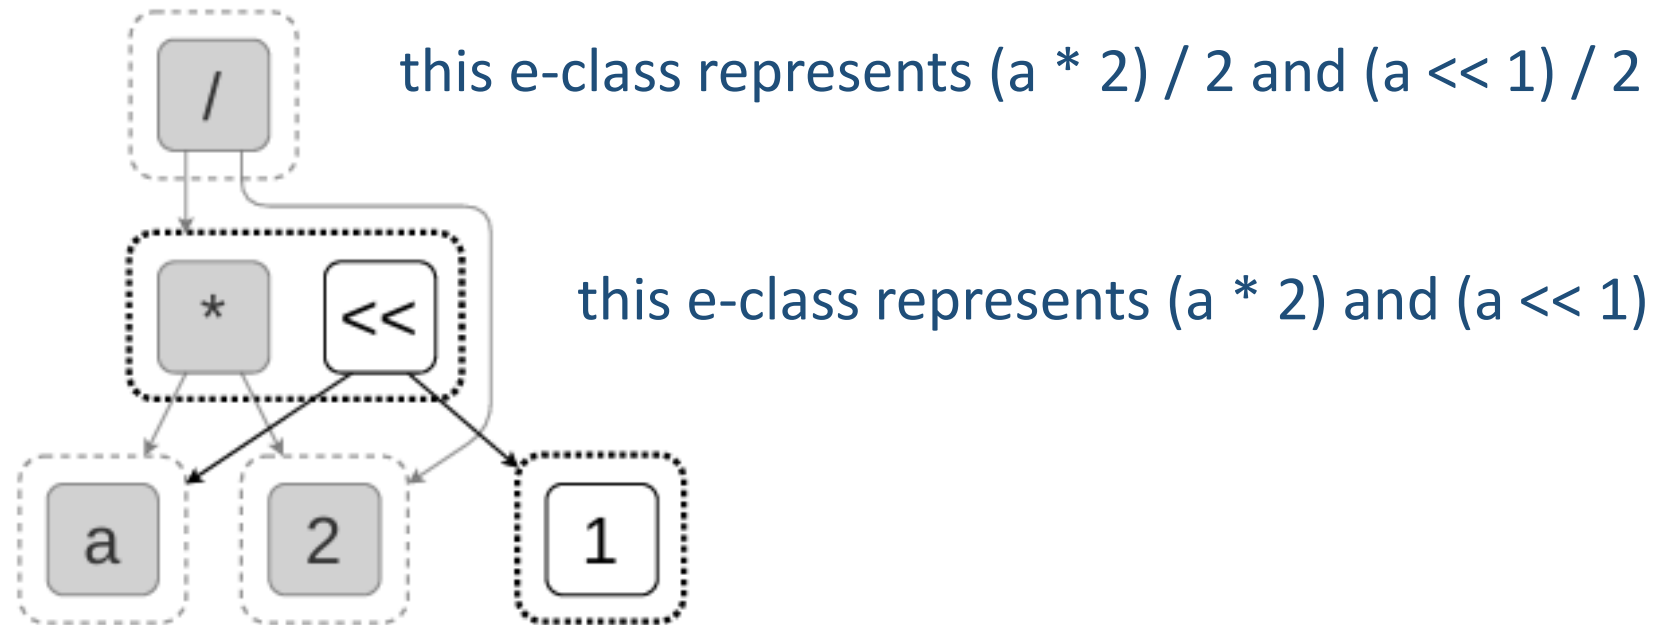 /
this e-class represents (a * 2) / 2 and (a << 1) / 2
* <<
this e-class represents (a * 2) and (a << 1)
a 2 1